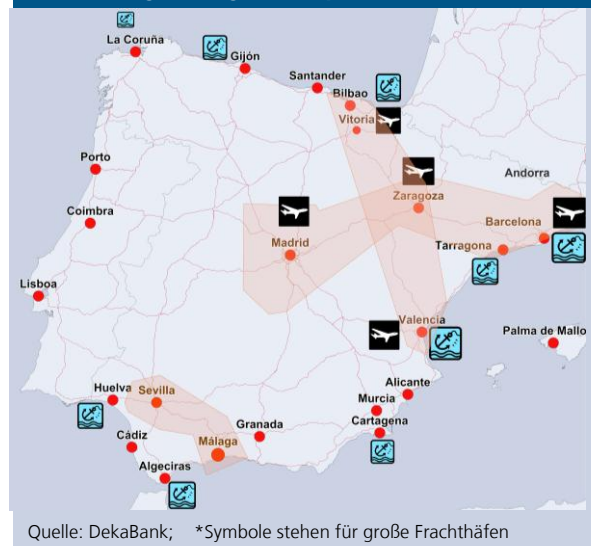 La Coruña
Gijón
Santander
Bilbao
Vitoria
Porto
Andorra
Zaragoza
Coimbra
Barcelona
Madrid
Tarragona
Lisboa
Valencia
Palma de Mallo
Huelva
Sevilla
Alicante
Murcia
Granada
Cartagena
Cádiz
Málaga
Algeciras
Quelle: DekaBank; *Symbole stehen für große Frachthäfen